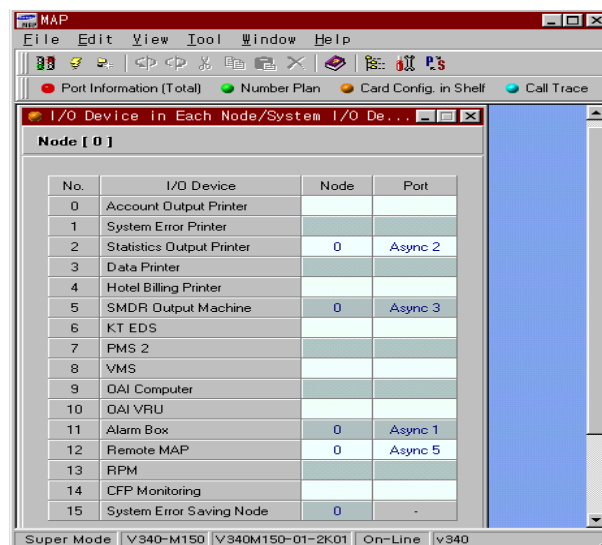 MAP
File Edit View Tool Window Help
Port Information (Total) Number Plan Card Config. in Shelf Call Trace
I/O Device in Each Node/System I/O De...
Node [ 0 ]
No. I/O Device Node Port
0 Account Output Printer
1 System Error Printer
2 Statistics Output Printer 0 Async 2
3 Data Printer
4 Hotel Billing Printer
5 SMDR Output Machine 0 Async 3
6 KT EDS
7 PMS 2
8 VMS
9 OAI Computer
10 OAI VRU
11 Alarm Box 0 Async 1
12 Remote MAP 0 Async 5
13 RPM
14 CFP Monitoring
15 System Error Saving Node 0 -
Super Mode V340-M150 V340M150-01-2K01 On-Line v340